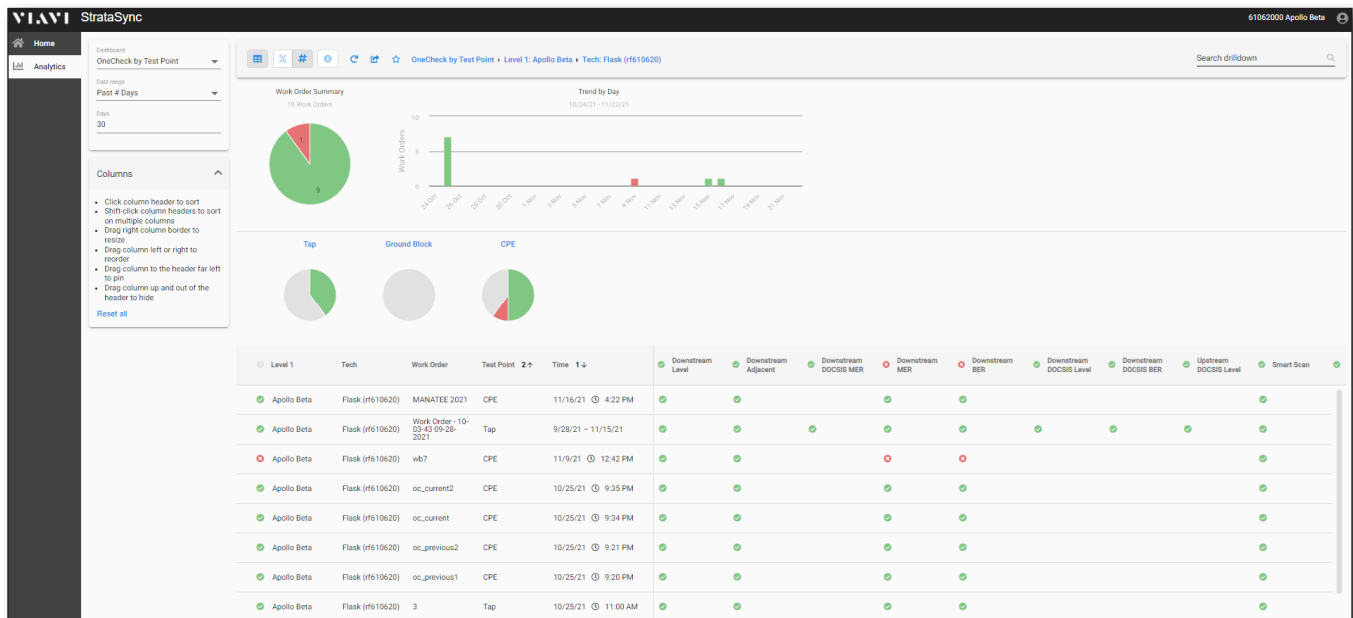 VIAVI StrataSync
61062000 Apollo Beta
Home
Analytics
Dashboard
OneCheck by Test Point
Date range
Past # Days
Days
30
Columns
• Click column header to sort
• Shift-click column headers to sort
on multiple columns
• Drag right column border to
resize
• Drag column left or right to
reorder
• Drag column to the header far left
to pin
• Drag column up and out of the
header to hide
Reset all
% # OneCheck by Test Point › Level 1: Apollo Beta › Tech: Flask (rf610620)
Search drilldown
Work Order Summary
10 Work Orders
1
9
Trend by Day
10/24/21 - 11/22/21
Work Orders
10
5
0
24 Oct 26 Oct 28 Oct 30 Oct 1 Nov 3 Nov 5 Nov 7 Nov 9 Nov 11 Nov 13 Nov 15 Nov 17 Nov 19 Nov 21 Nov
Tap Ground Block CPE
Level 1 Tech Work Order Test Point 2↑ Time 1↓ Downstream Level Downstream Adjacent Downstream DOCSIS MER Downstream MER Downstream BER Downstream DOCSIS Level Downstream DOCSIS BER Upstream DOCSIS Level Smart Scan
Apollo Beta Flask (rf610620) MANATEE 2021 CPE 11/16/21 4:22 PM
Apollo Beta Flask (rf610620) Work Order - 10-03-43 09-28-2021 Tap 9/28/21 – 11/15/21
Apollo Beta Flask (rf610620) wb7 CPE 11/9/21 12:42 PM
Apollo Beta Flask (rf610620) oc_current2 CPE 10/25/21 9:35 PM
Apollo Beta Flask (rf610620) oc_current CPE 10/25/21 9:34 PM
Apollo Beta Flask (rf610620) oc_previous2 CPE 10/25/21 9:21 PM
Apollo Beta Flask (rf610620) oc_previous1 CPE 10/25/21 9:20 PM
Apollo Beta Flask (rf610620) 3 Tap 10/25/21 11:00 AM